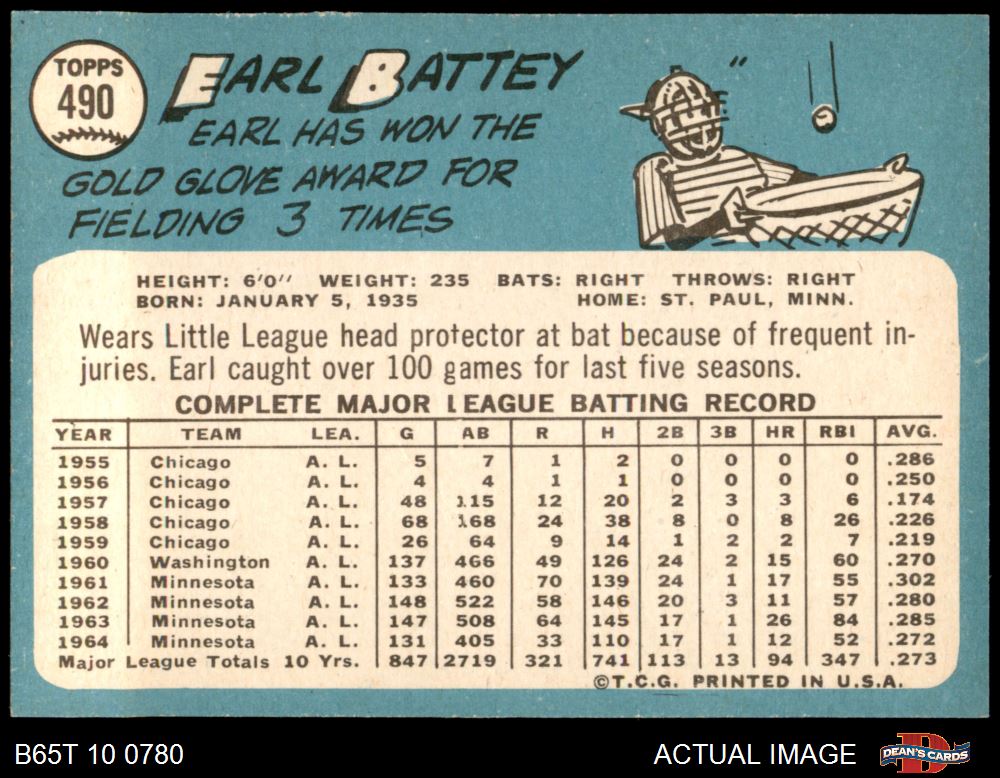 TOPPS
490
EARL BATTEY
EARL HAS WON THE
GOLD GLOVE AWARD FOR
FIELDING 3 TIMES
HEIGHT: 6'0" WEIGHT: 235 BATS: RIGHT THROWS: RIGHT
BORN: JANUARY 5, 1935 HOME: ST. PAUL, MINN.
Wears Little League head protector at bat because of frequent in-
juries. Earl caught over 100 games for last five seasons.
COMPLETE MAJOR LEAGUE BATTING RECORD
YEAR TEAM LEA. G AB R H 2B 3B HR RBI AVG.
1955 Chicago A. L. 5 7 1 2 0 0 0 0 .286
1956 Chicago A. L. 4 4 1 1 0 0 0 0 .250
1957 Chicago A. L. 48 115 12 20 2 3 3 6 .174
1958 Chicago A. L. 68 168 24 38 8 0 8 26 .226
1959 Chicago A. L. 26 64 9 14 1 2 2 7 .219
1960 Washington A. L. 137 466 49 126 24 2 15 60 .270
1961 Minnesota A. L. 133 460 70 139 24 1 17 55 .302
1962 Minnesota A. L. 148 522 58 146 20 3 11 57 .280
1963 Minnesota A. L. 147 508 64 145 17 1 26 84 .285
1964 Minnesota A. L. 131 405 33 110 17 1 12 52 .272
Major League Totals 10 Yrs. 847 2719 321 741 113 13 94 347 .273
©T.C.G. PRINTED IN U.S.A.
B65T 10 0780 ACTUAL IMAGE
D
DEAN'S CARDS